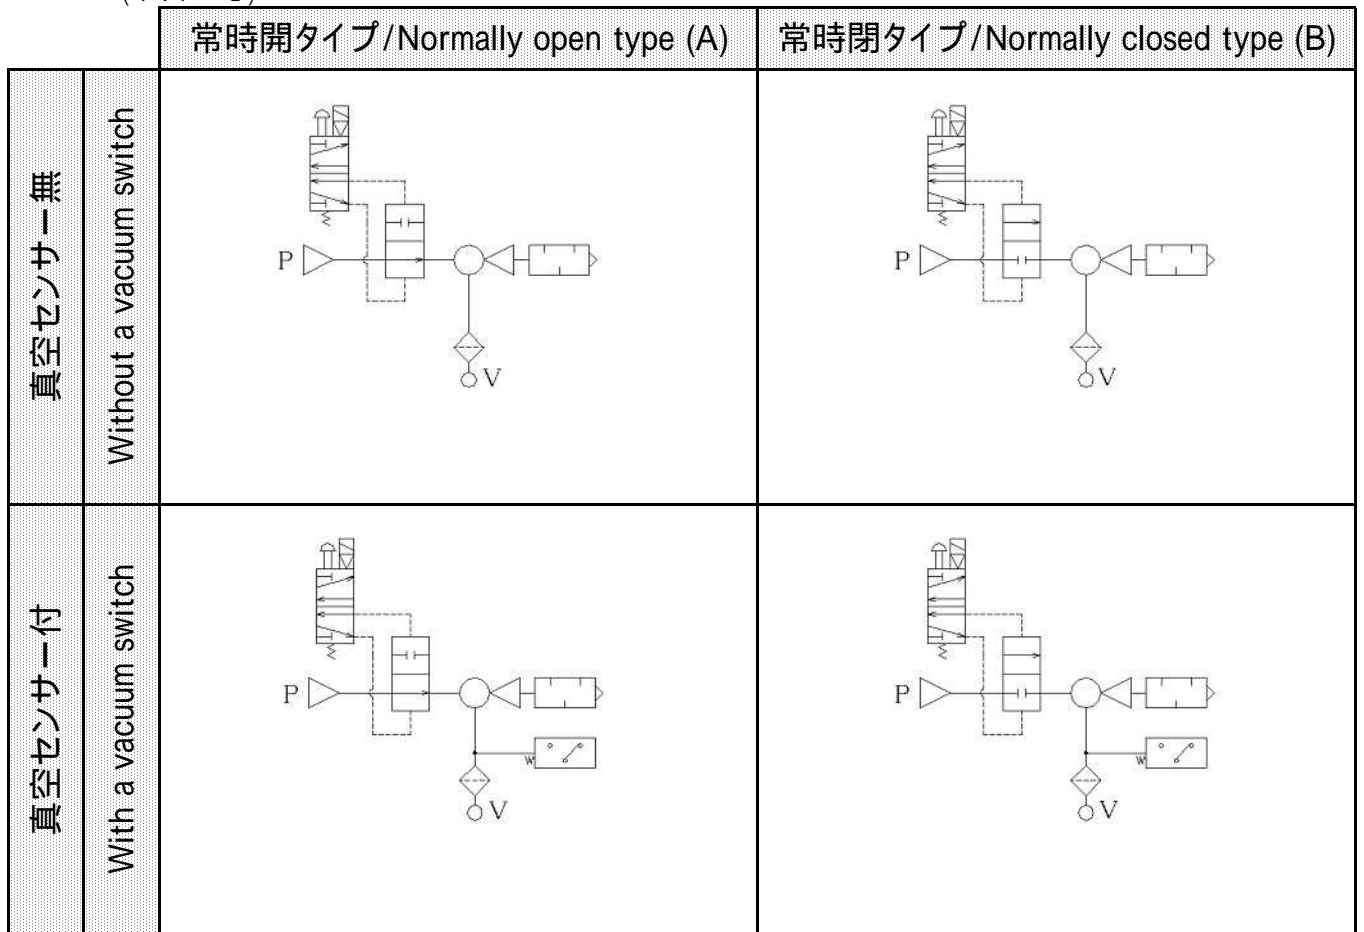 常時開タイプ/Normally open type (A)
常時閉タイプ/Normally closed type (B)
真空センサー無
Without a vacuum switch
P
V
P
V
真空センサー付
With a vacuum switch
P
W
V
P
W
V